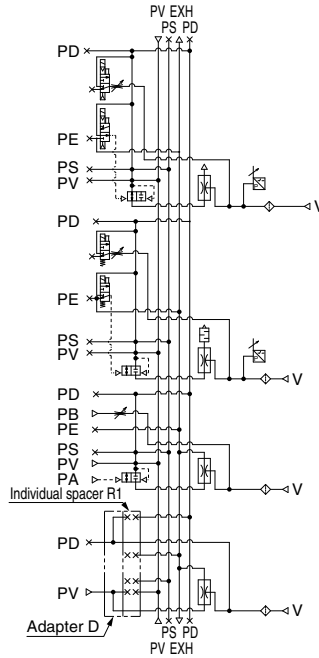 PV EXH
PS PD
PD
PE
PS
PV
V
PD
PE
PS
PV
V
PD
PB
PE
PS
PV
PA
V
Individual spacer R1
PD
PV
V
Adapter D
PS PD
PV EXH